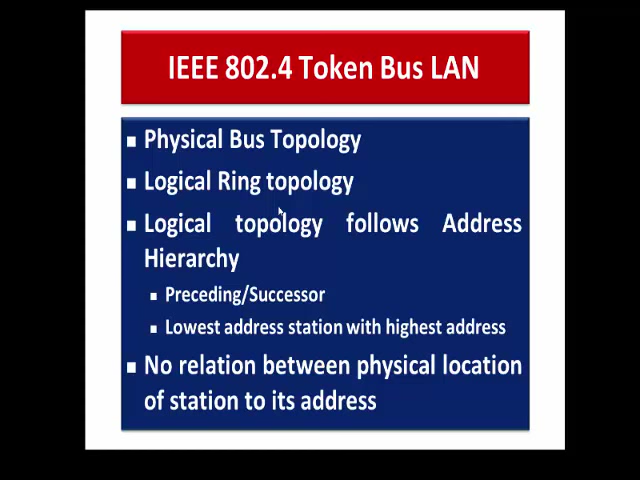 IEEE 802.4 Token Bus LAN
Physical Bus Topology
Logical Ring topology
Logical topology follows Address
Hierarchy
Preceding/Successor
Lowest address station with highest address
No relation between physical location
of station to its address